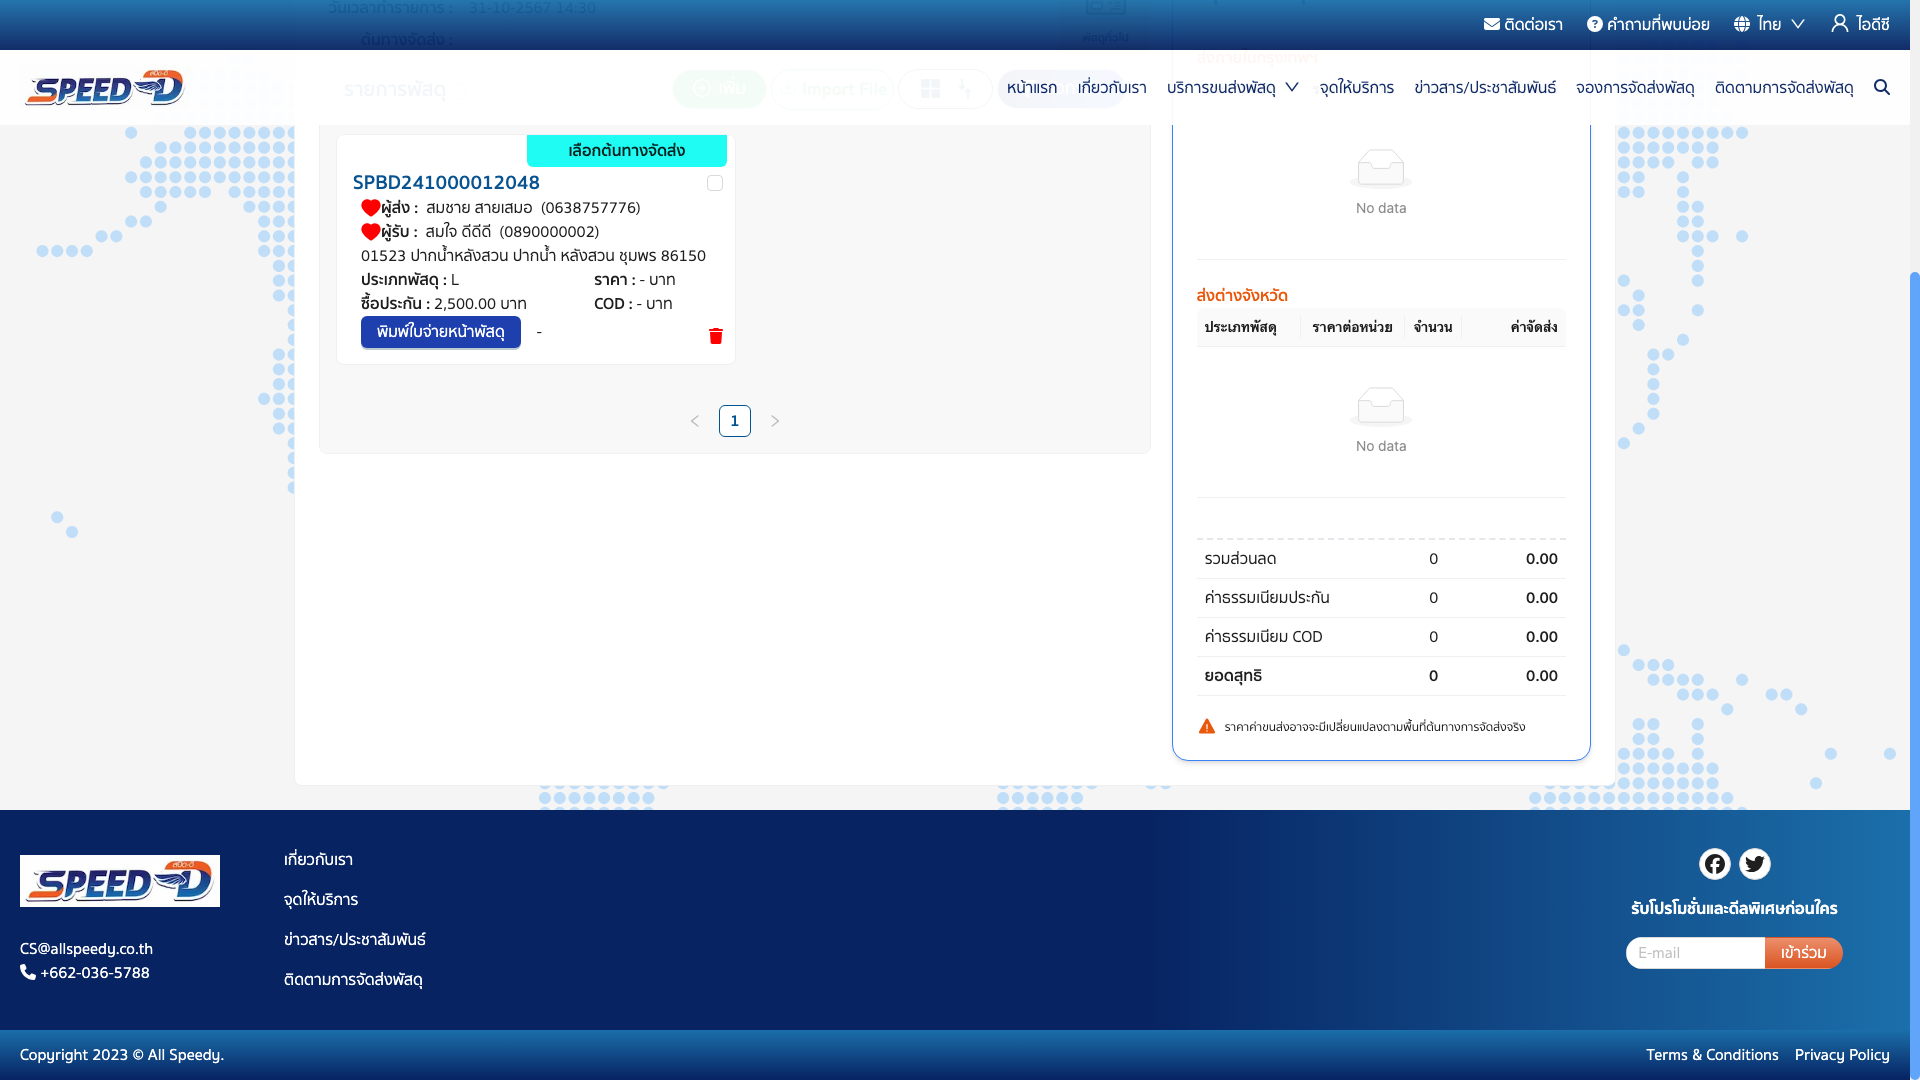 วันเวลาทำรายการ : 31-10-2567 14:30
ต้นทางจัดส่ง :
ติดต่อเรา
คำถามที่พบบ่อย
ไทย
ไอดีซี
SPEED-D
รายการพัสดุ
เพิ่ม
Import File
หน้าแรก
เกี่ยวกับเรา
บริการขนส่งพัสดุ
จุดให้บริการ
ข่าวสาร/ประชาสัมพันธ์
จองการจัดส่งพัสดุ
ติดตามการจัดส่งพัสดุ
เลือกต้นทางจัดส่ง
SPBD241000012048
ผู้ส่ง : สมชาย สายเสมอ (0638757776)
ผู้รับ : สมใจ ดีดีดี (0890000002)
01523 ปากน้ำหลังสวน ปากน้ำ หลังสวน ชุมพร 86150
ประเภทพัสดุ : L ราคา : - บาท
ซื้อประกัน : 2,500.00 บาท COD : - บาท
พิมพ์ใบจ่ายหน้าพัสดุ -
1
No data
ส่งต่างจังหวัด
ประเภทพัสดุ ราคาต่อหน่วย จำนวน ค่าจัดส่ง
No data
รวมส่วนลด 0 0.00
ค่าธรรมเนียมประกัน 0 0.00
ค่าธรรมเนียม COD 0 0.00
ยอดสุทธิ 0 0.00
ราคาค่าขนส่งอาจจะมีเปลี่ยนแปลงตามพื้นที่ต้นทางการจัดส่งจริง
SPEED-D
CS@allspeedy.co.th
+662-036-5788
เกี่ยวกับเรา
จุดให้บริการ
ข่าวสาร/ประชาสัมพันธ์
ติดตามการจัดส่งพัสดุ
รับโปรโมชั่นและดีลพิเศษก่อนใคร
E-mail
เข้าร่วม
Copyright 2023 © All Speedy.
Terms & Conditions
Privacy Policy